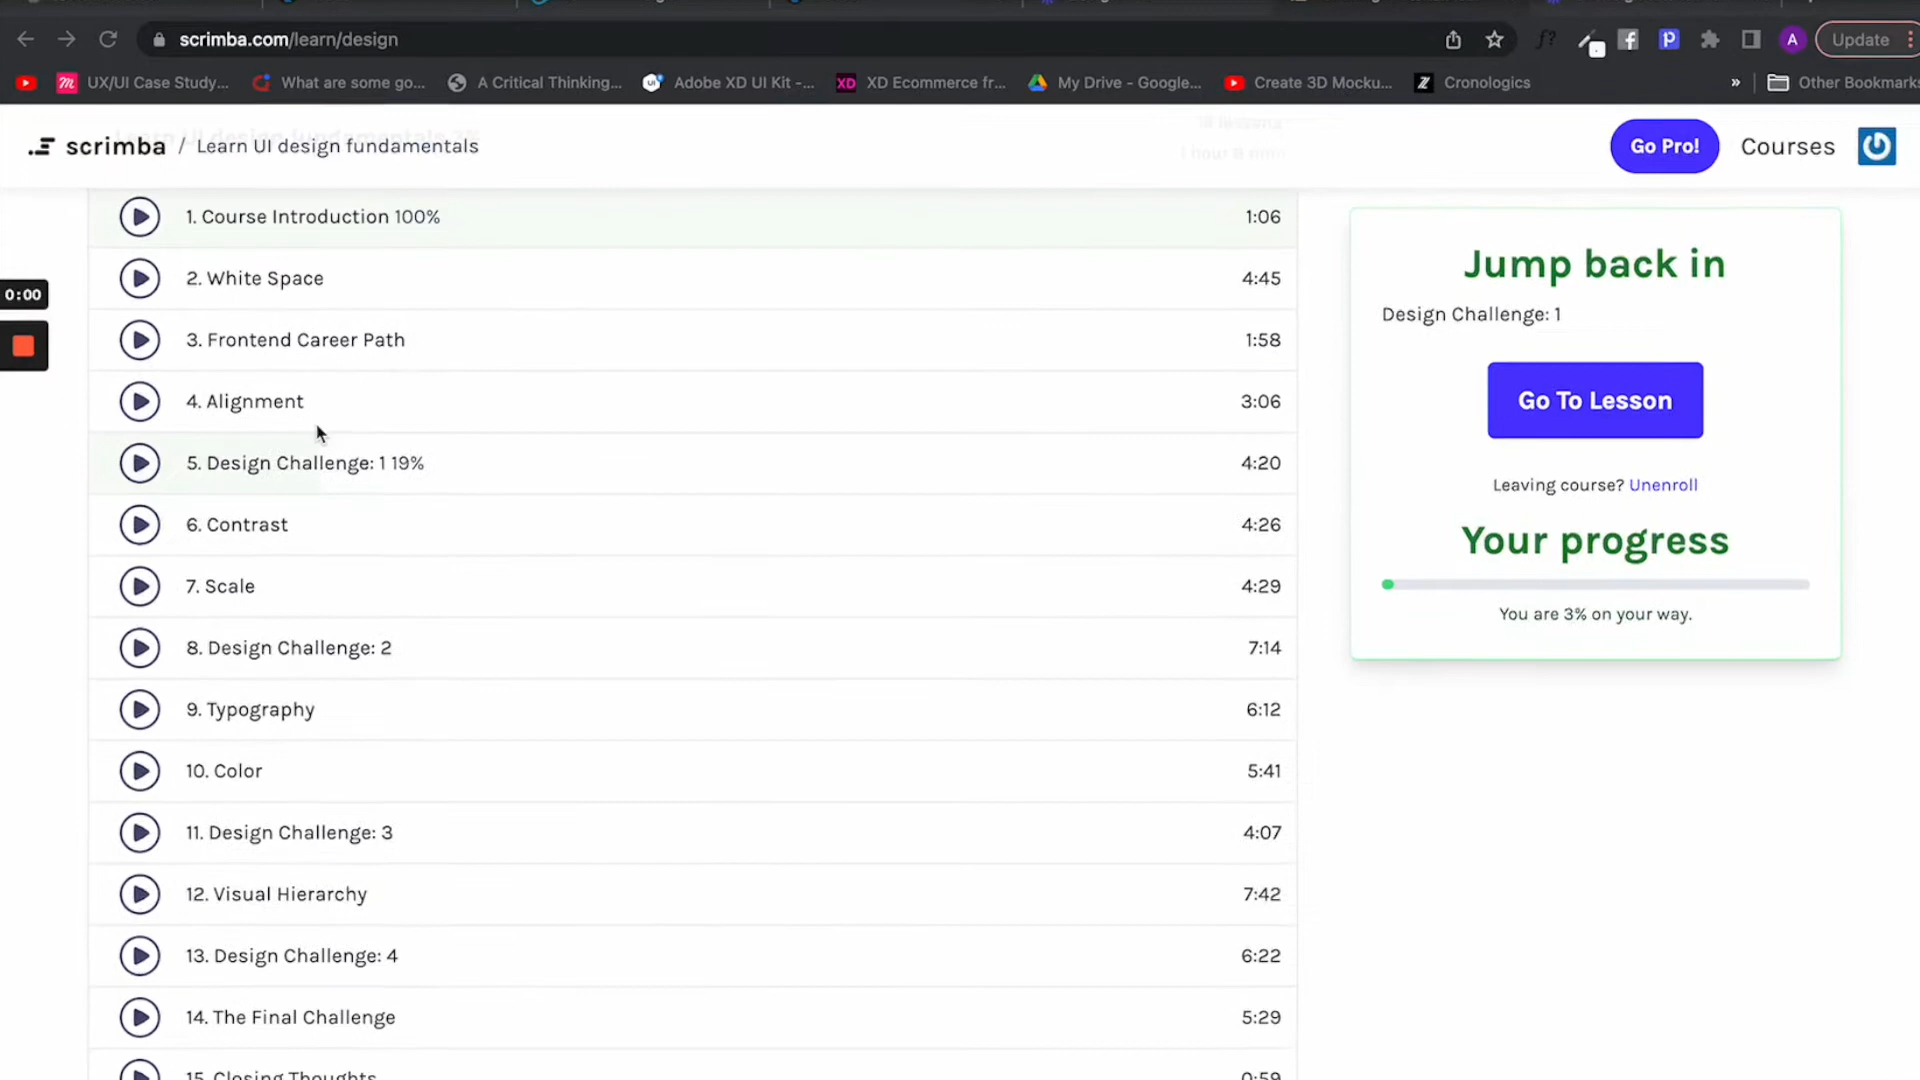 scrimba.com/learn/design
Update
UX/UI Case Study...
What are some go...
A Critical Thinking...
Adobe XD UI Kit -...
XD
XD Ecommerce fr...
My Drive - Google...
Create 3D Mocku...
Cronologics
»
Other Bookmarks
scrimba / Learn UI design fundamentals
Go Pro!
Courses
1. Course Introduction 100% 1:06
2. White Space 4:45
3. Frontend Career Path 1:58
4. Alignment 3:06
5. Design Challenge: 1 19% 4:20
6. Contrast 4:26
7. Scale 4:29
8. Design Challenge: 2 7:14
9. Typography 6:12
10. Color 5:41
11. Design Challenge: 3 4:07
12. Visual Hierarchy 7:42
13. Design Challenge: 4 6:22
14. The Final Challenge 5:29
15. Closing Thoughts 0:59
0:00
Jump back in
Design Challenge: 1
Go To Lesson
Leaving course? Unenroll
Your progress
You are 3% on your way.